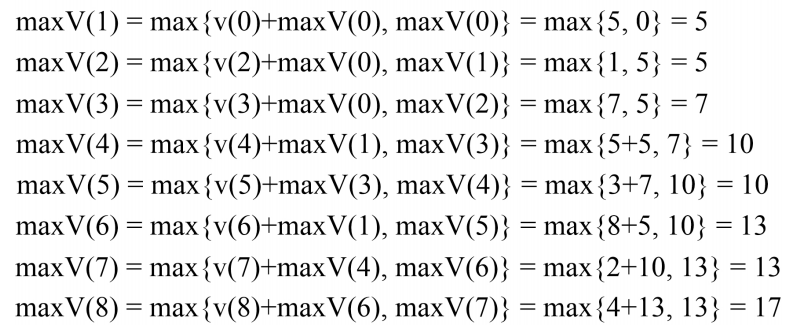 maxV(1) = max{v(0)+maxV(0), maxV(0)} = max{5, 0} = 5
maxV(2) = max{v(2)+maxV(0), maxV(1)} = max{1, 5} = 5
maxV(3) = max{v(3)+maxV(0), maxV(2)} = max{7, 5} = 7
maxV(4) = max{v(4)+maxV(1), maxV(3)} = max{5+5, 7} = 10
maxV(5) = max{v(5)+maxV(3), maxV(4)} = max{3+7, 10} = 10
maxV(6) = max{v(6)+maxV(1), maxV(5)} = max{8+5, 10} = 13
maxV(7) = max{v(7)+maxV(4), maxV(6)} = max{2+10, 13} = 13
maxV(8) = max{v(8)+maxV(6), maxV(7)} = max{4+13, 13} = 17